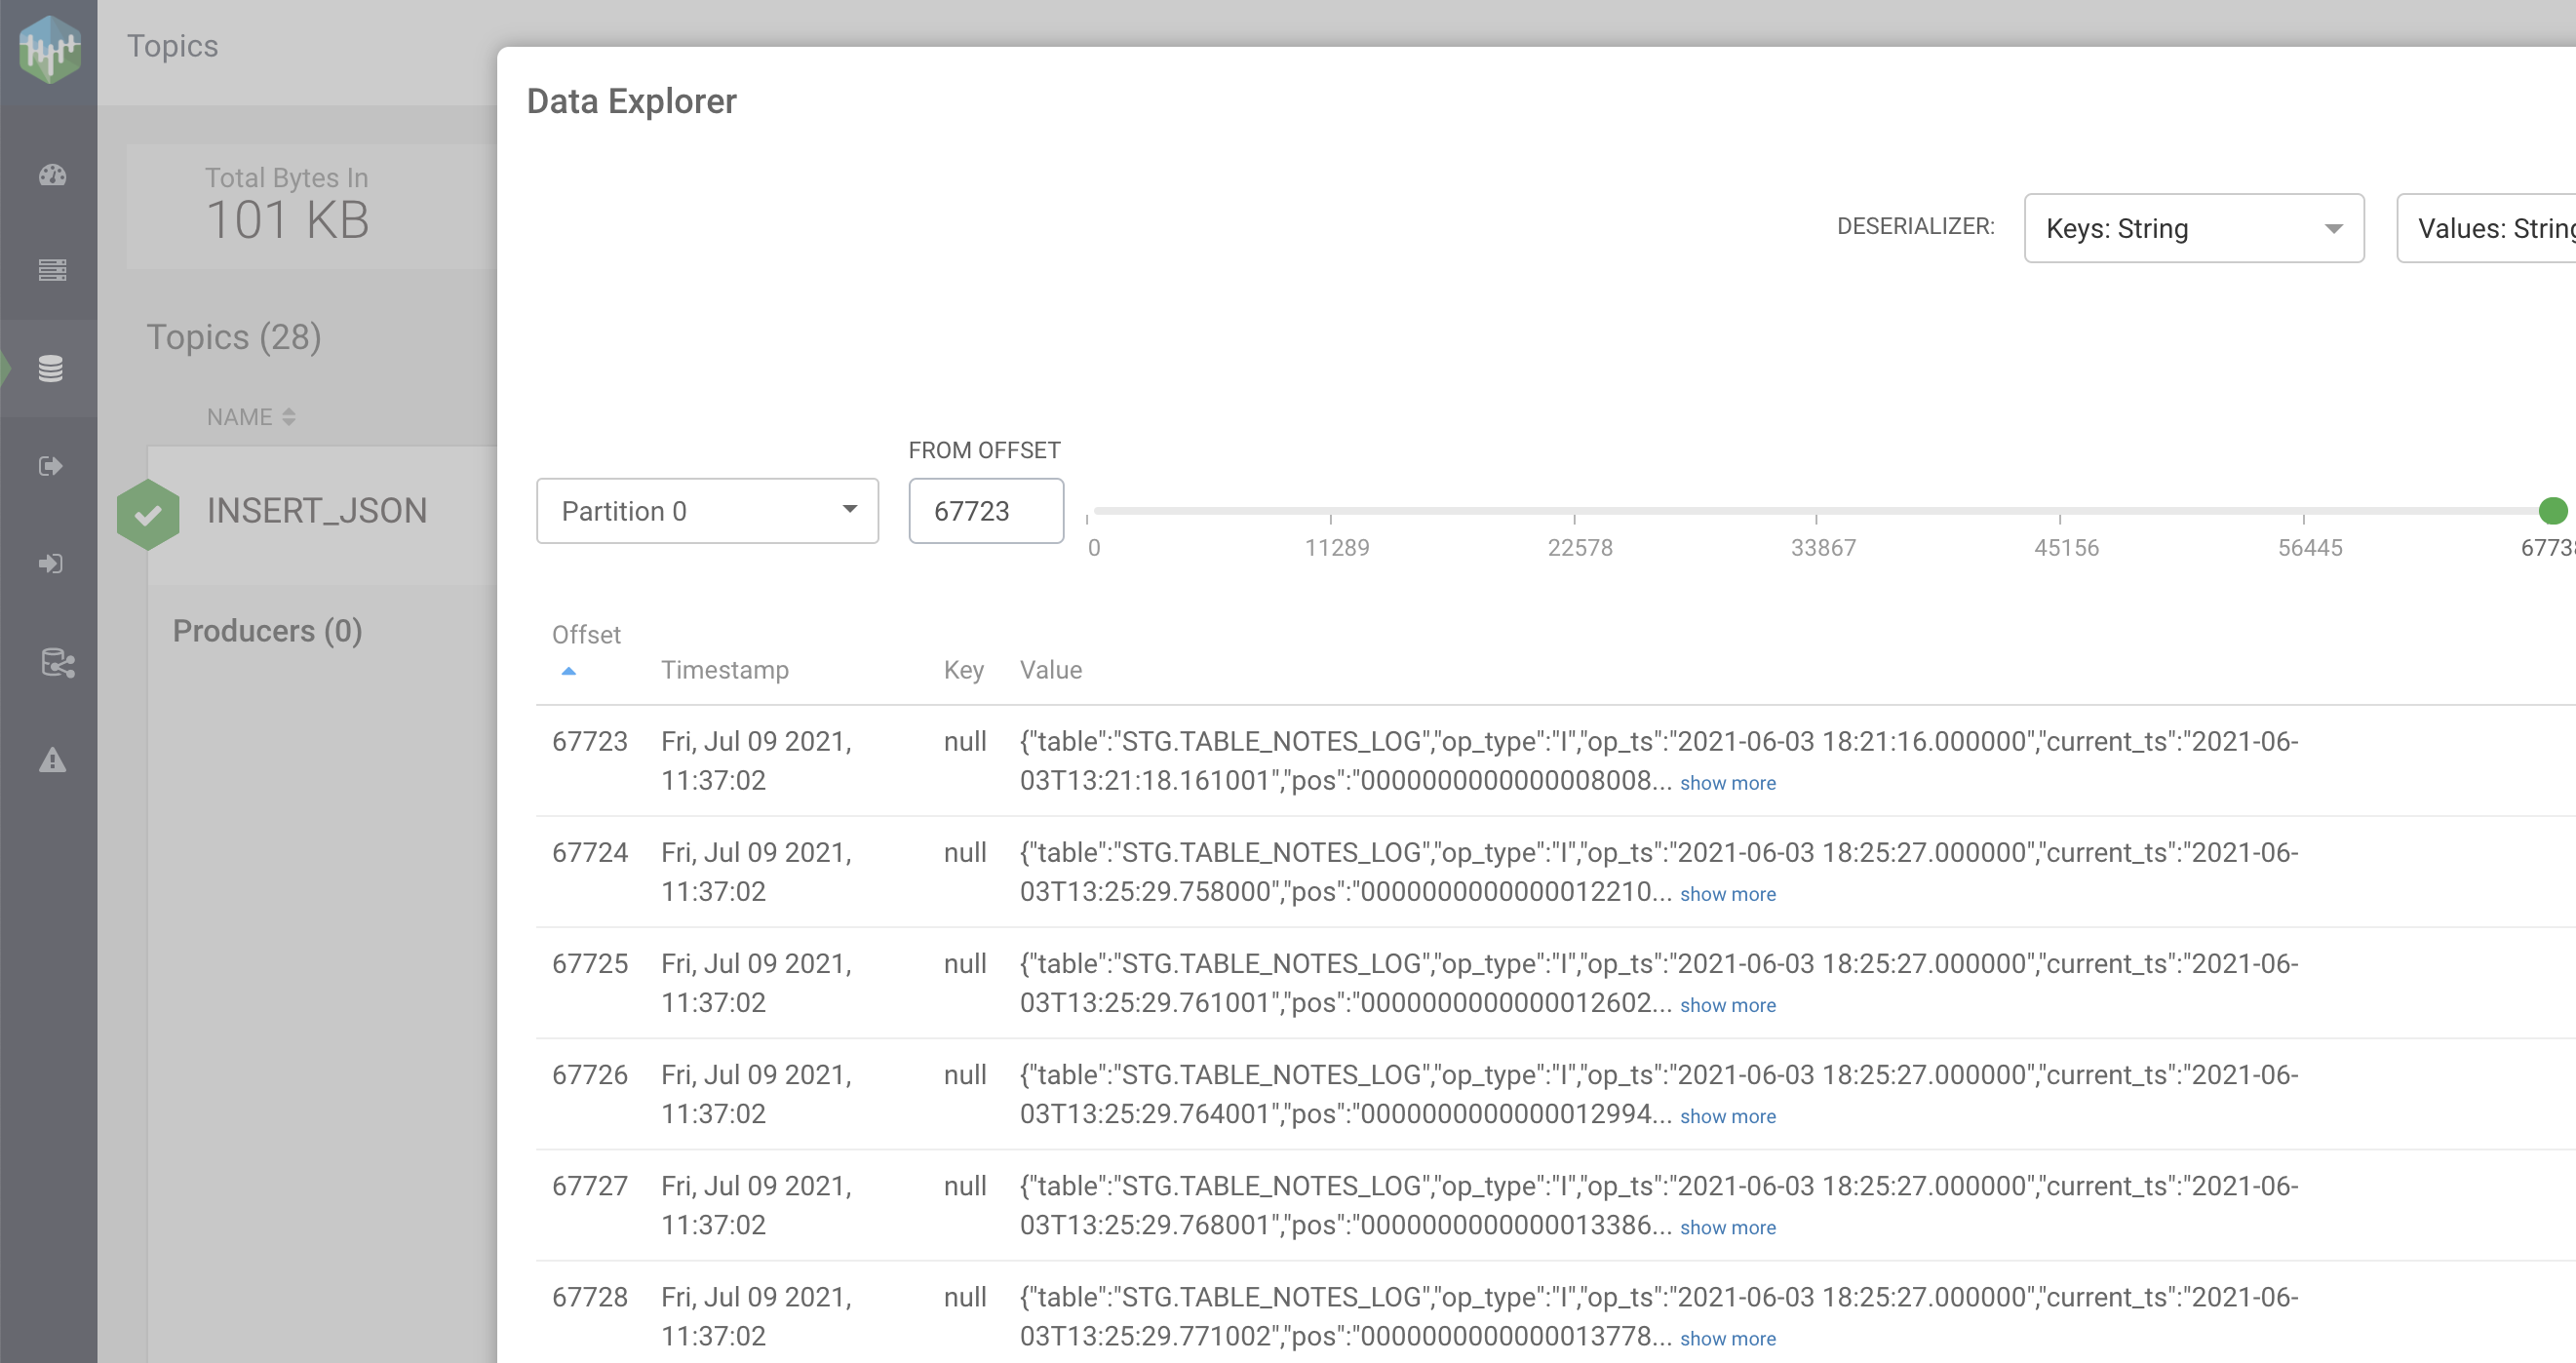 Topics
Data Explorer
Total Bytes In
101 KB
DESERIALIZER:
Keys: String
Values: String
Topics (28)
NAME
FROM OFFSET
INSERT_JSON
Partition 0
67723
0
11289
22578
33867
45156
56445
Producers (0)
Offset
Timestamp
Key
Value
67723
Fri, Jul 09 2021,
11:37:02
null
{"table":"STG.TABLE_NOTES_LOG","op_type":"I","op_ts":"2021-06-03 18:21:16.000000","current_ts":"2021-06-
03T13:21:18.161001","pos":"0000000000000008008... show more
67724
Fri, Jul 09 2021,
11:37:02
null
{"table":"STG.TABLE_NOTES_LOG","op_type":"I","op_ts":"2021-06-03 18:25:27.000000","current_ts":"2021-06-
03T13:25:29.758000","pos":"0000000000000012210... show more
67725
Fri, Jul 09 2021,
11:37:02
null
{"table":"STG.TABLE_NOTES_LOG","op_type":"I","op_ts":"2021-06-03 18:25:27.000000","current_ts":"2021-06-
03T13:25:29.761001","pos":"0000000000000012602... show more
67726
Fri, Jul 09 2021,
11:37:02
null
{"table":"STG.TABLE_NOTES_LOG","op_type":"I","op_ts":"2021-06-03 18:25:27.000000","current_ts":"2021-06-
03T13:25:29.764001","pos":"0000000000000012994... show more
67727
Fri, Jul 09 2021,
11:37:02
null
{"table":"STG.TABLE_NOTES_LOG","op_type":"I","op_ts":"2021-06-03 18:25:27.000000","current_ts":"2021-06-
03T13:25:29.768001","pos":"0000000000000013386... show more
67728
Fri, Jul 09 2021,
11:37:02
null
{"table":"STG.TABLE_NOTES_LOG","op_type":"I","op_ts":"2021-06-03 18:25:27.000000","current_ts":"2021-06-
03T13:25:29.771002","pos":"0000000000000013778... show more